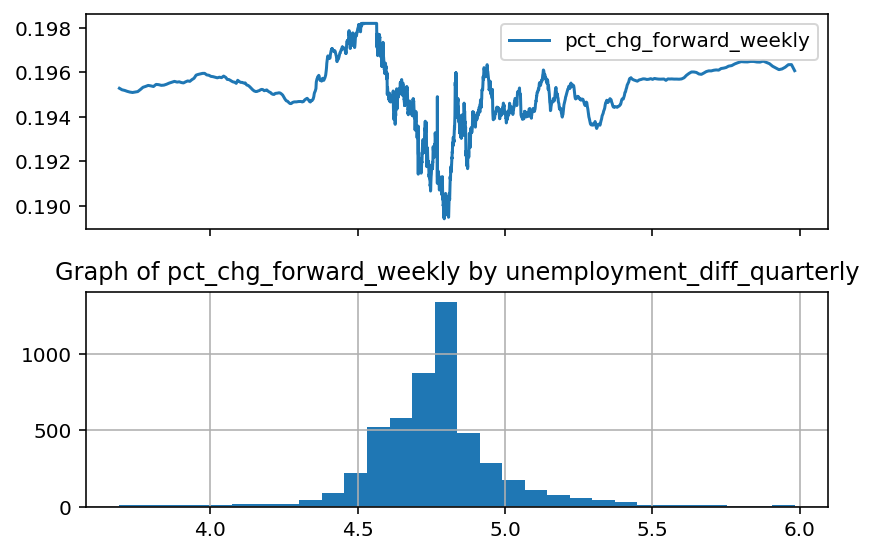 0.198
pct_chg_forward_weekly
0.196
0.194
0.192
0.190
Graph of pct_chg_forward_weekly by unemployment_diff_quarterly
1000
500
0
4.0 4.5 5.0 5.5 6.0